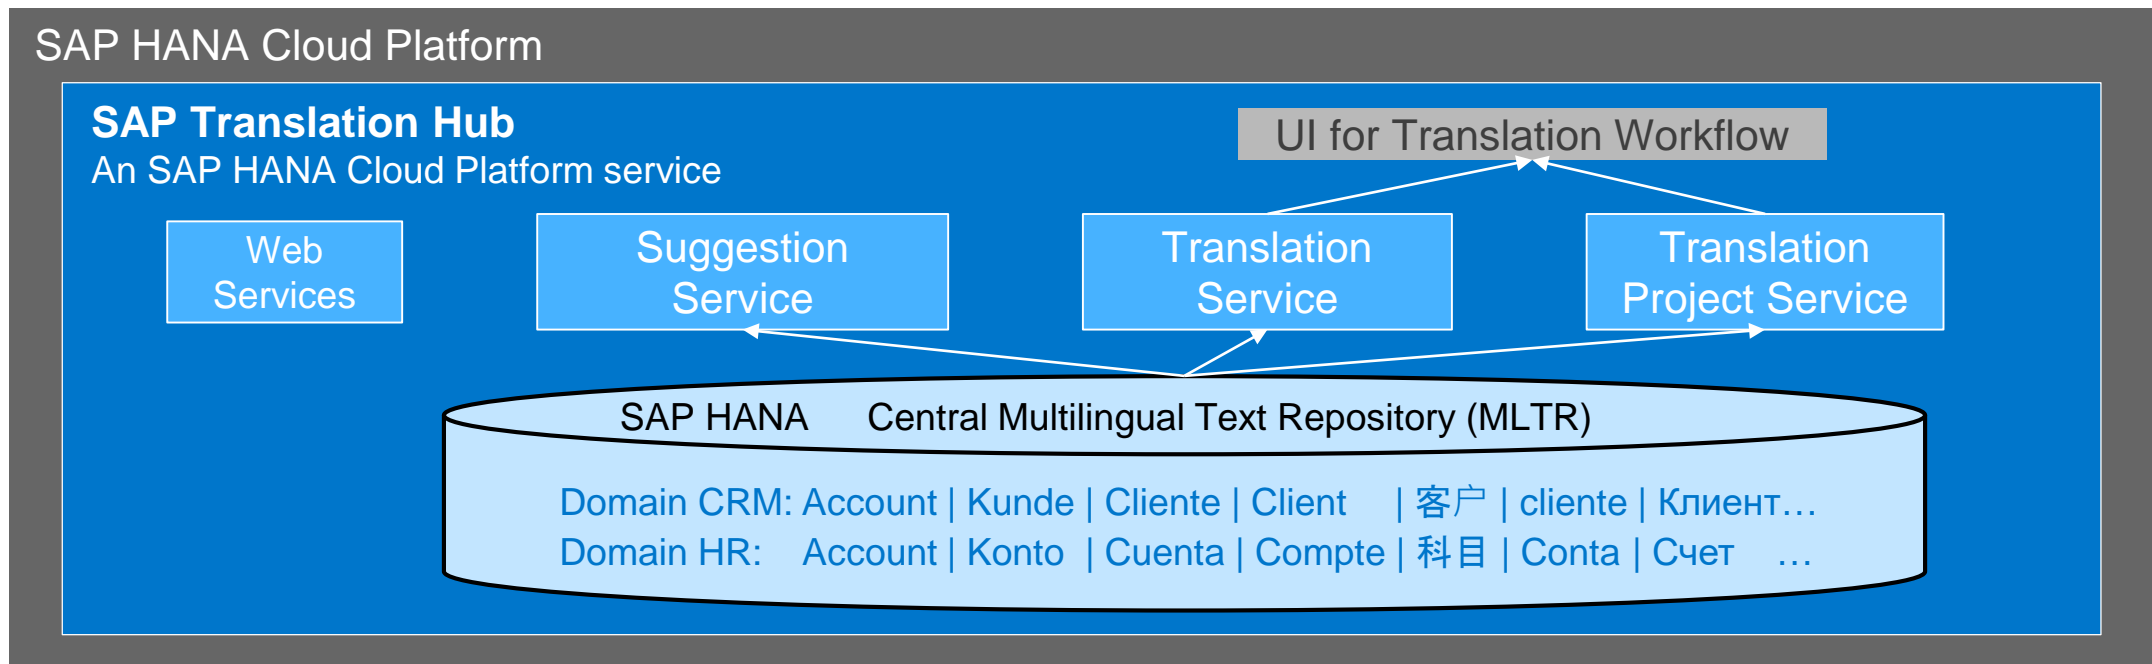 SAP HANA Cloud Platform
SAP Translation Hub
An SAP HANA Cloud Platform service
UI for Translation Workflow
Web
Services
Suggestion
Service
Translation
Service
Translation
Project Service
SAP HANA Central Multilingual Text Repository (MLTR)
Domain CRM: Account | Kunde | Cliente | Client | 客户 | cliente | Клиент…
Domain HR: Account | Konto | Cuenta | Compte | 科目 | Conta | Счет …